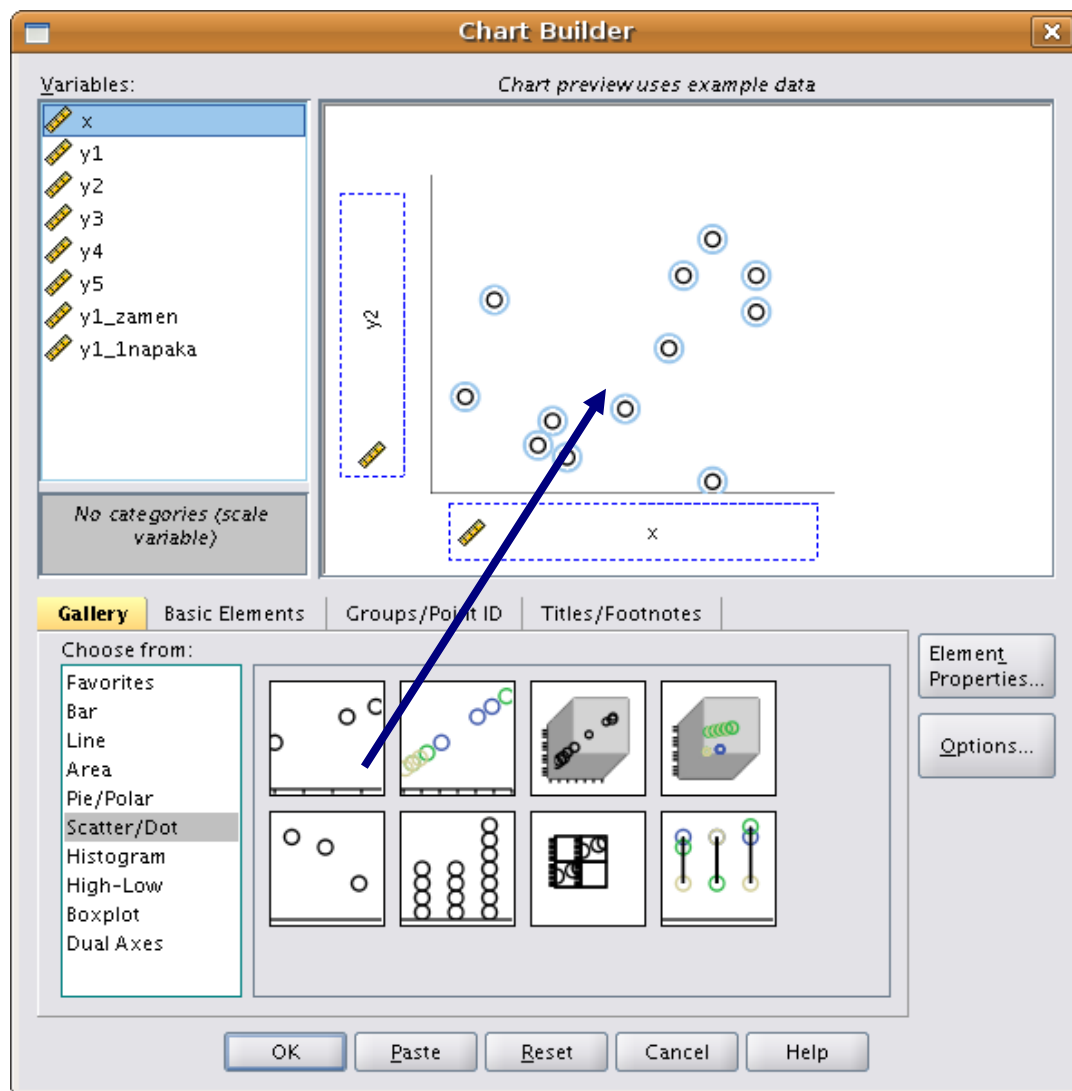 Chart Builder
Variables:
Chart preview uses example data
x
y1
y2
y3
y4
y5
y1_zamen
y1_1napaka
No categories (scale
variable)
y2
x
Gallery
Basic Elements
Groups/Point ID
Titles/Footnotes
Choose from:
Favorites
Bar
Line
Area
Pie/Polar
Scatter/Dot
Histogram
High-Low
Boxplot
Dual Axes
Element
Properties...
Options...
OK
Paste
Reset
Cancel
Help